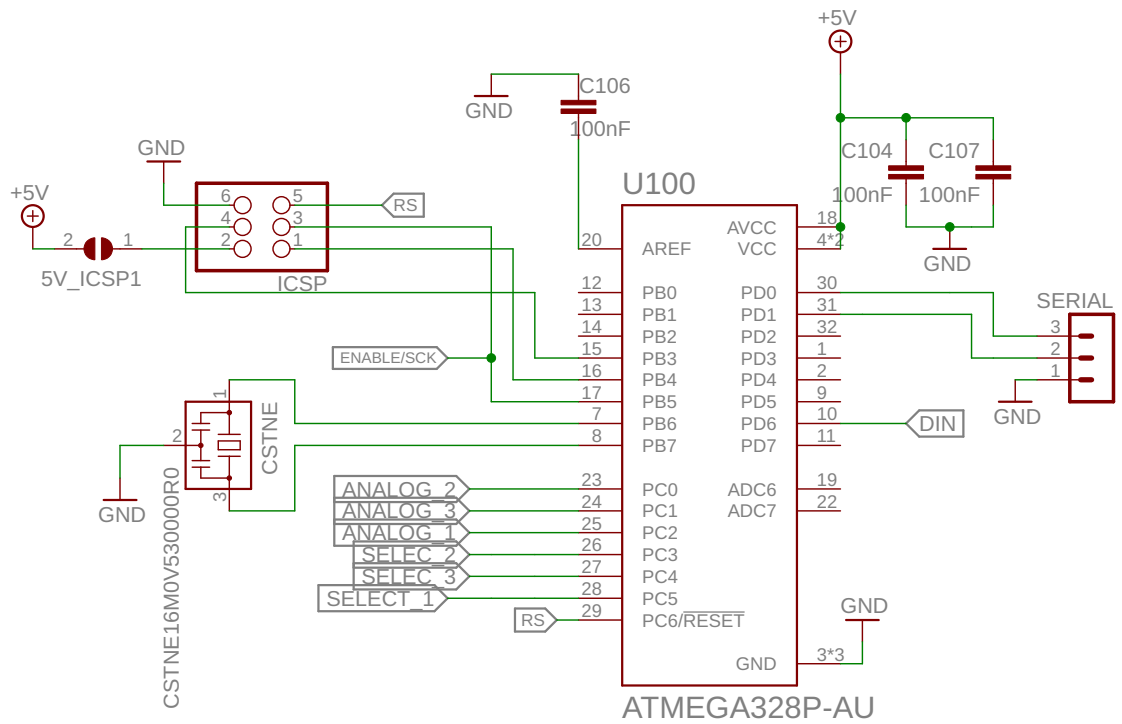 +5V
C106
GND
100nF
GND
C104
C107
100nF
100nF
+5V
6
5
RS
4
3
2
1
2
1
5V_ICSP1
ICSP
U100
20
AREF
AVCC
18
VCC
4*2
GND
12
PB0
PD0
30
13
PB1
PD1
31
SERIAL
14
PB2
PD2
32
3
ENABLE/SCK
15
PB3
PD3
1
2
16
PB4
PD4
2
1
17
PB5
PD5
9
GND
1
7
PB6
PD6
10
DIN
2
8
PB7
PD7
11
3
CSTNE
GND
CSTNE16M0V530000R0
ANALOG_2
23
PC0
ADC6
19
ANALOG_3
24
PC1
ADC7
22
ANALOG_1
25
PC2
SELEC_2
26
PC3
SELEC_3
27
PC4
SELECT_1
28
PC5
RS
29
PC6/RESET
GND
GND
3*3
ATMEGA328P-AU